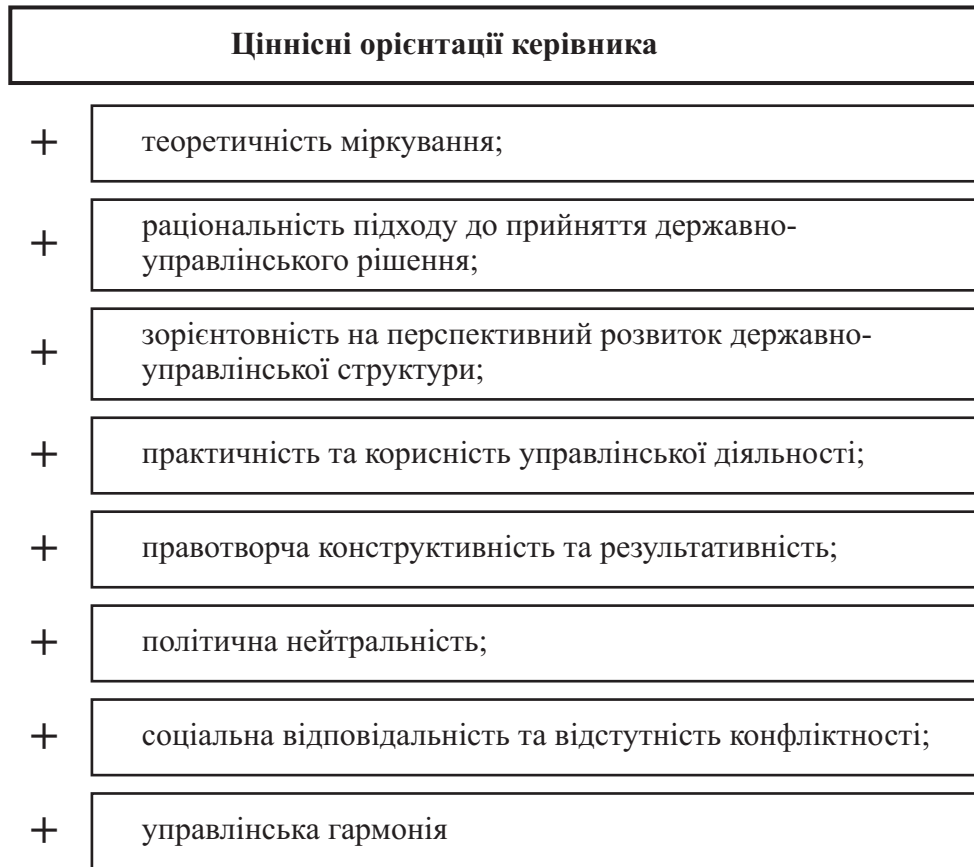 Ціннісні орієнтації керівника
+ теоретичність міркування;
+ раціональність підходу до прийняття державно-
управлінського рішення;
+ зорієнтовність на перспективний розвиток державно-
управлінської структури;
+ практичність та корисність управлінської діяльності;
+ правотворча конструктивність та результативність;
+ політична нейтральність;
+ соціальна відповідальність та відстутність конфліктності;
+ управлінська гармонія